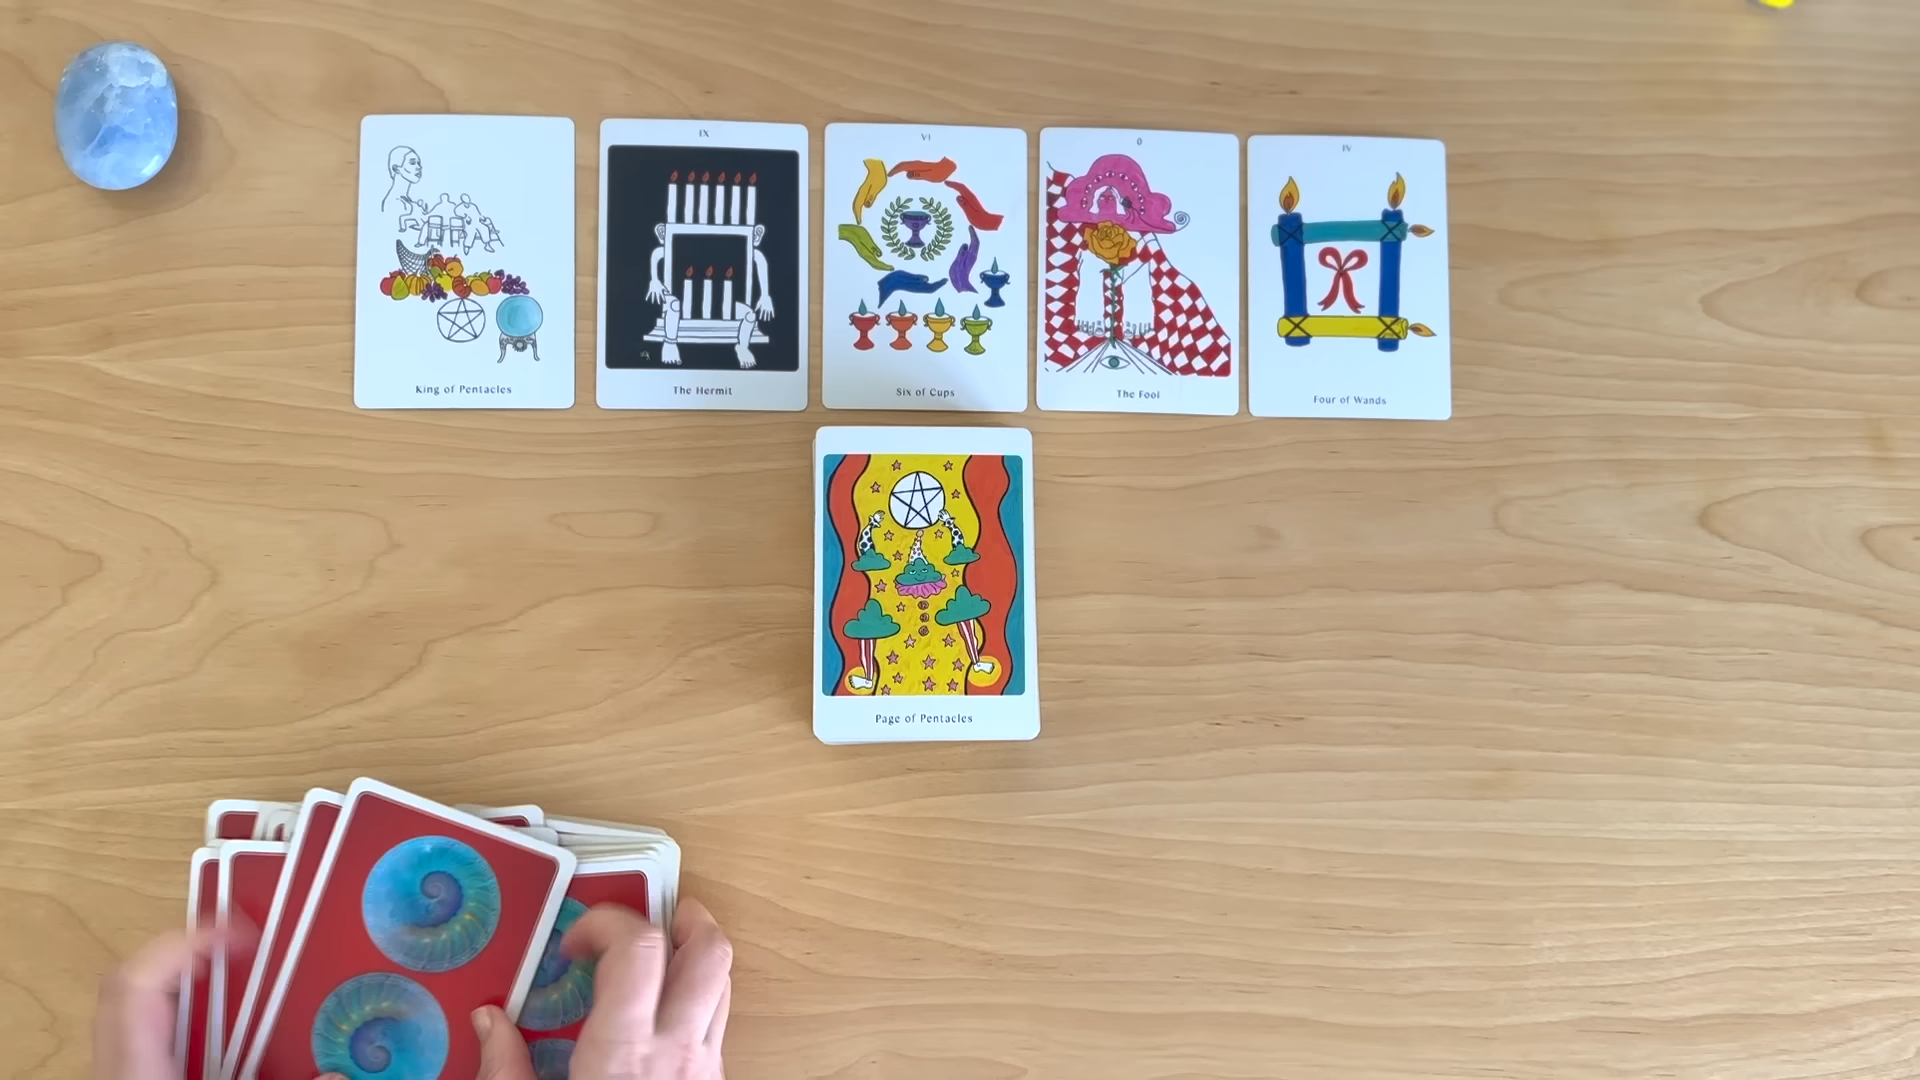 King of Pentacles
IX
The Hermit
VI
Six of Cups
0
The Fool
IV
Four of Wands
Page of Pentacles